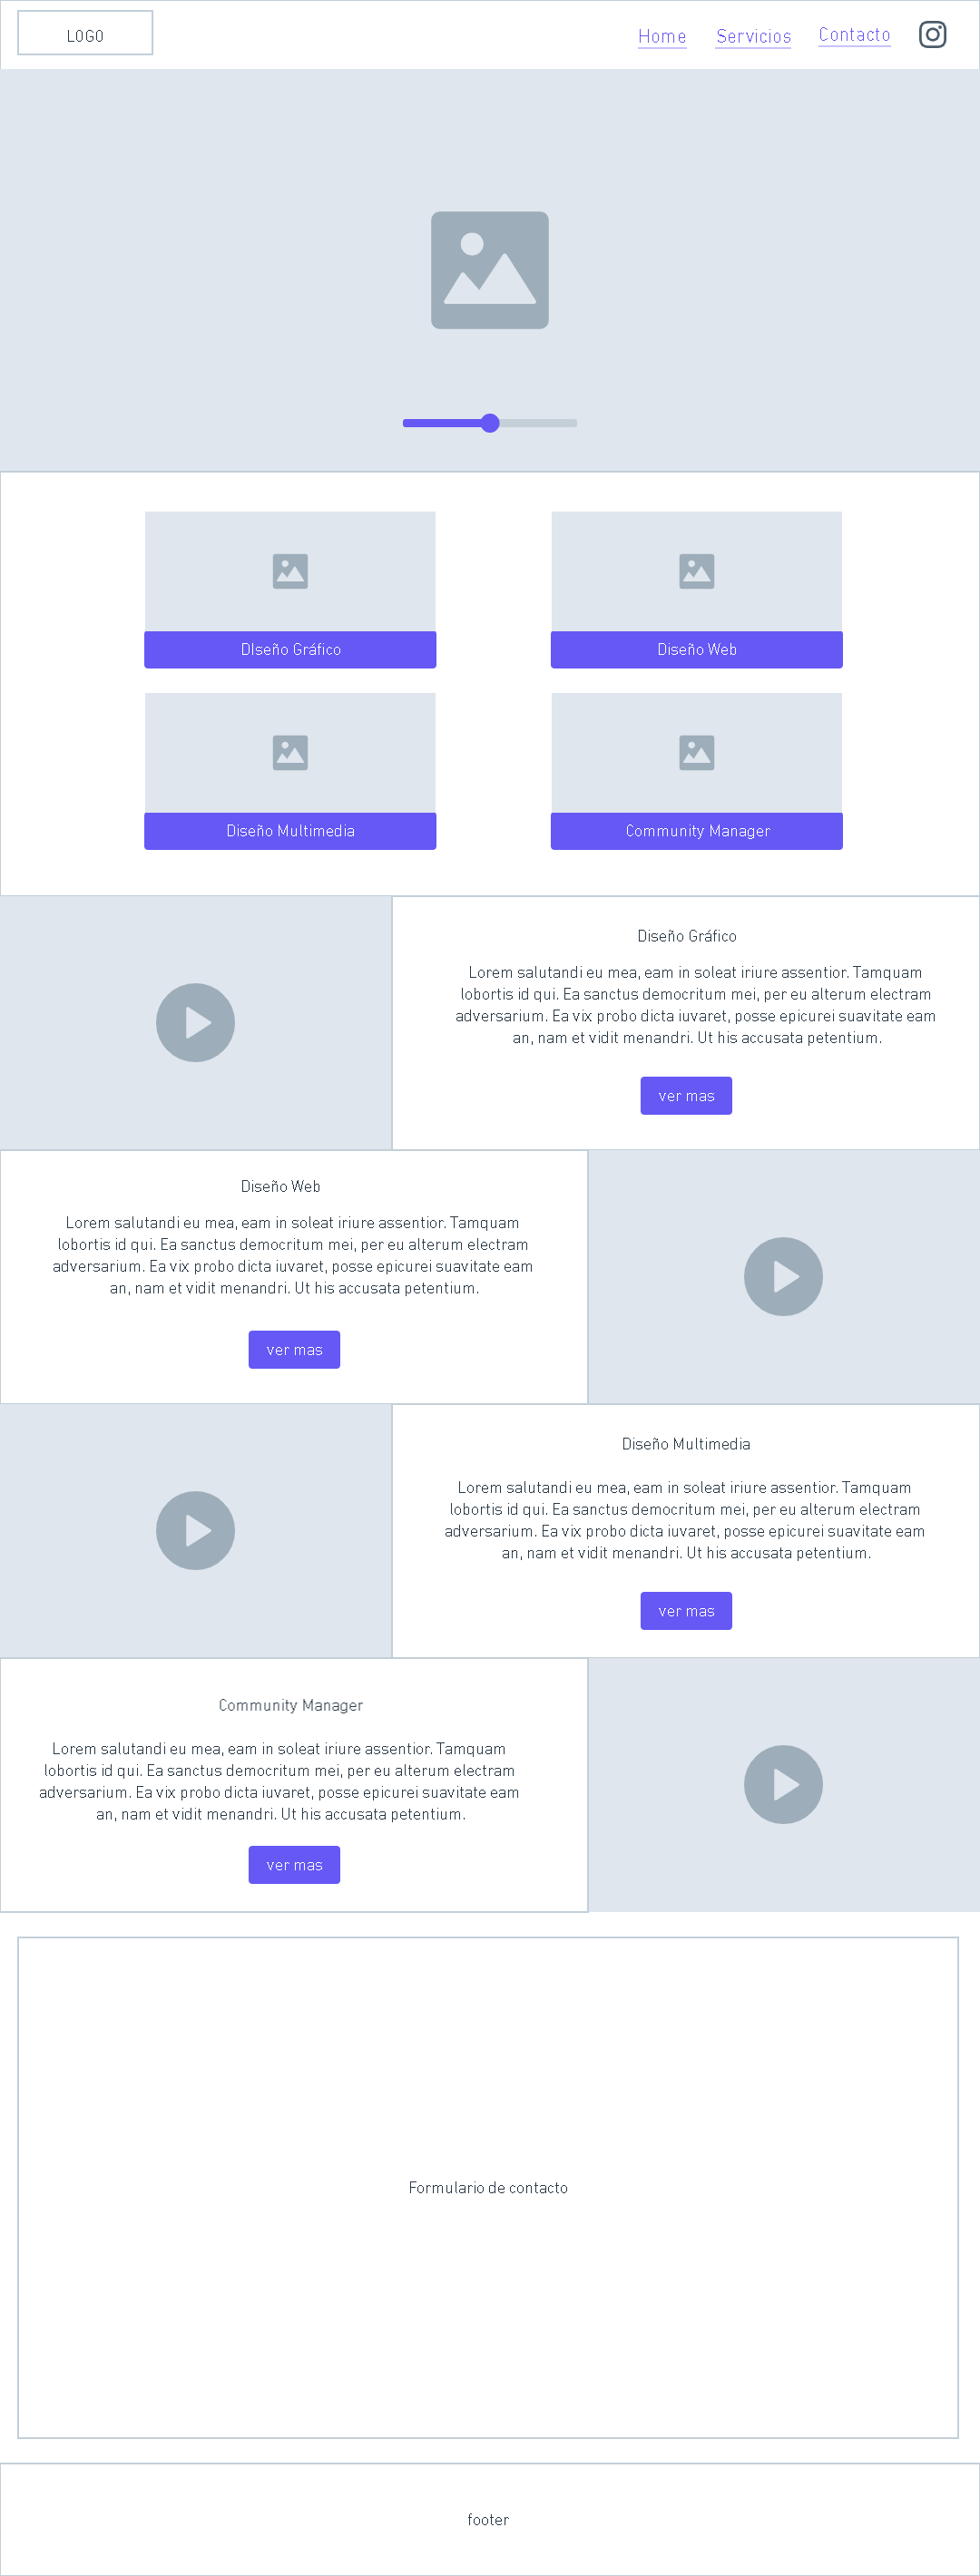 LOGO
Home
Servicios
Contacto
DIseño Gráfico
Diseño Web
Diseño Multimedia
Community Manager
Diseño Gráfico
Lorem salutandi eu mea, eam in soleat iriure assentior. Tamquam
lobortis id qui. Ea sanctus democritum mei, per eu alterum electram
adversarium. Ea vix probo dicta iuvaret, posse epicurei suavitate eam
an, nam et vidit menandri. Ut his accusata petentium.
ver mas
Diseño Web
Lorem salutandi eu mea, eam in soleat iriure assentior. Tamquam
lobortis id qui. Ea sanctus democritum mei, per eu alterum electram
adversarium. Ea vix probo dicta iuvaret, posse epicurei suavitate eam
an, nam et vidit menandri. Ut his accusata petentium.
ver mas
Diseño Multimedia
Lorem salutandi eu mea, eam in soleat iriure assentior. Tamquam
lobortis id qui. Ea sanctus democritum mei, per eu alterum electram
adversarium. Ea vix probo dicta iuvaret, posse epicurei suavitate eam
an, nam et vidit menandri. Ut his accusata petentium.
ver mas
Community Manager
Lorem salutandi eu mea, eam in soleat iriure assentior. Tamquam
lobortis id qui. Ea sanctus democritum mei, per eu alterum electram
adversarium. Ea vix probo dicta iuvaret, posse epicurei suavitate eam
an, nam et vidit menandri. Ut his accusata petentium.
ver mas
Formulario de contacto
footer